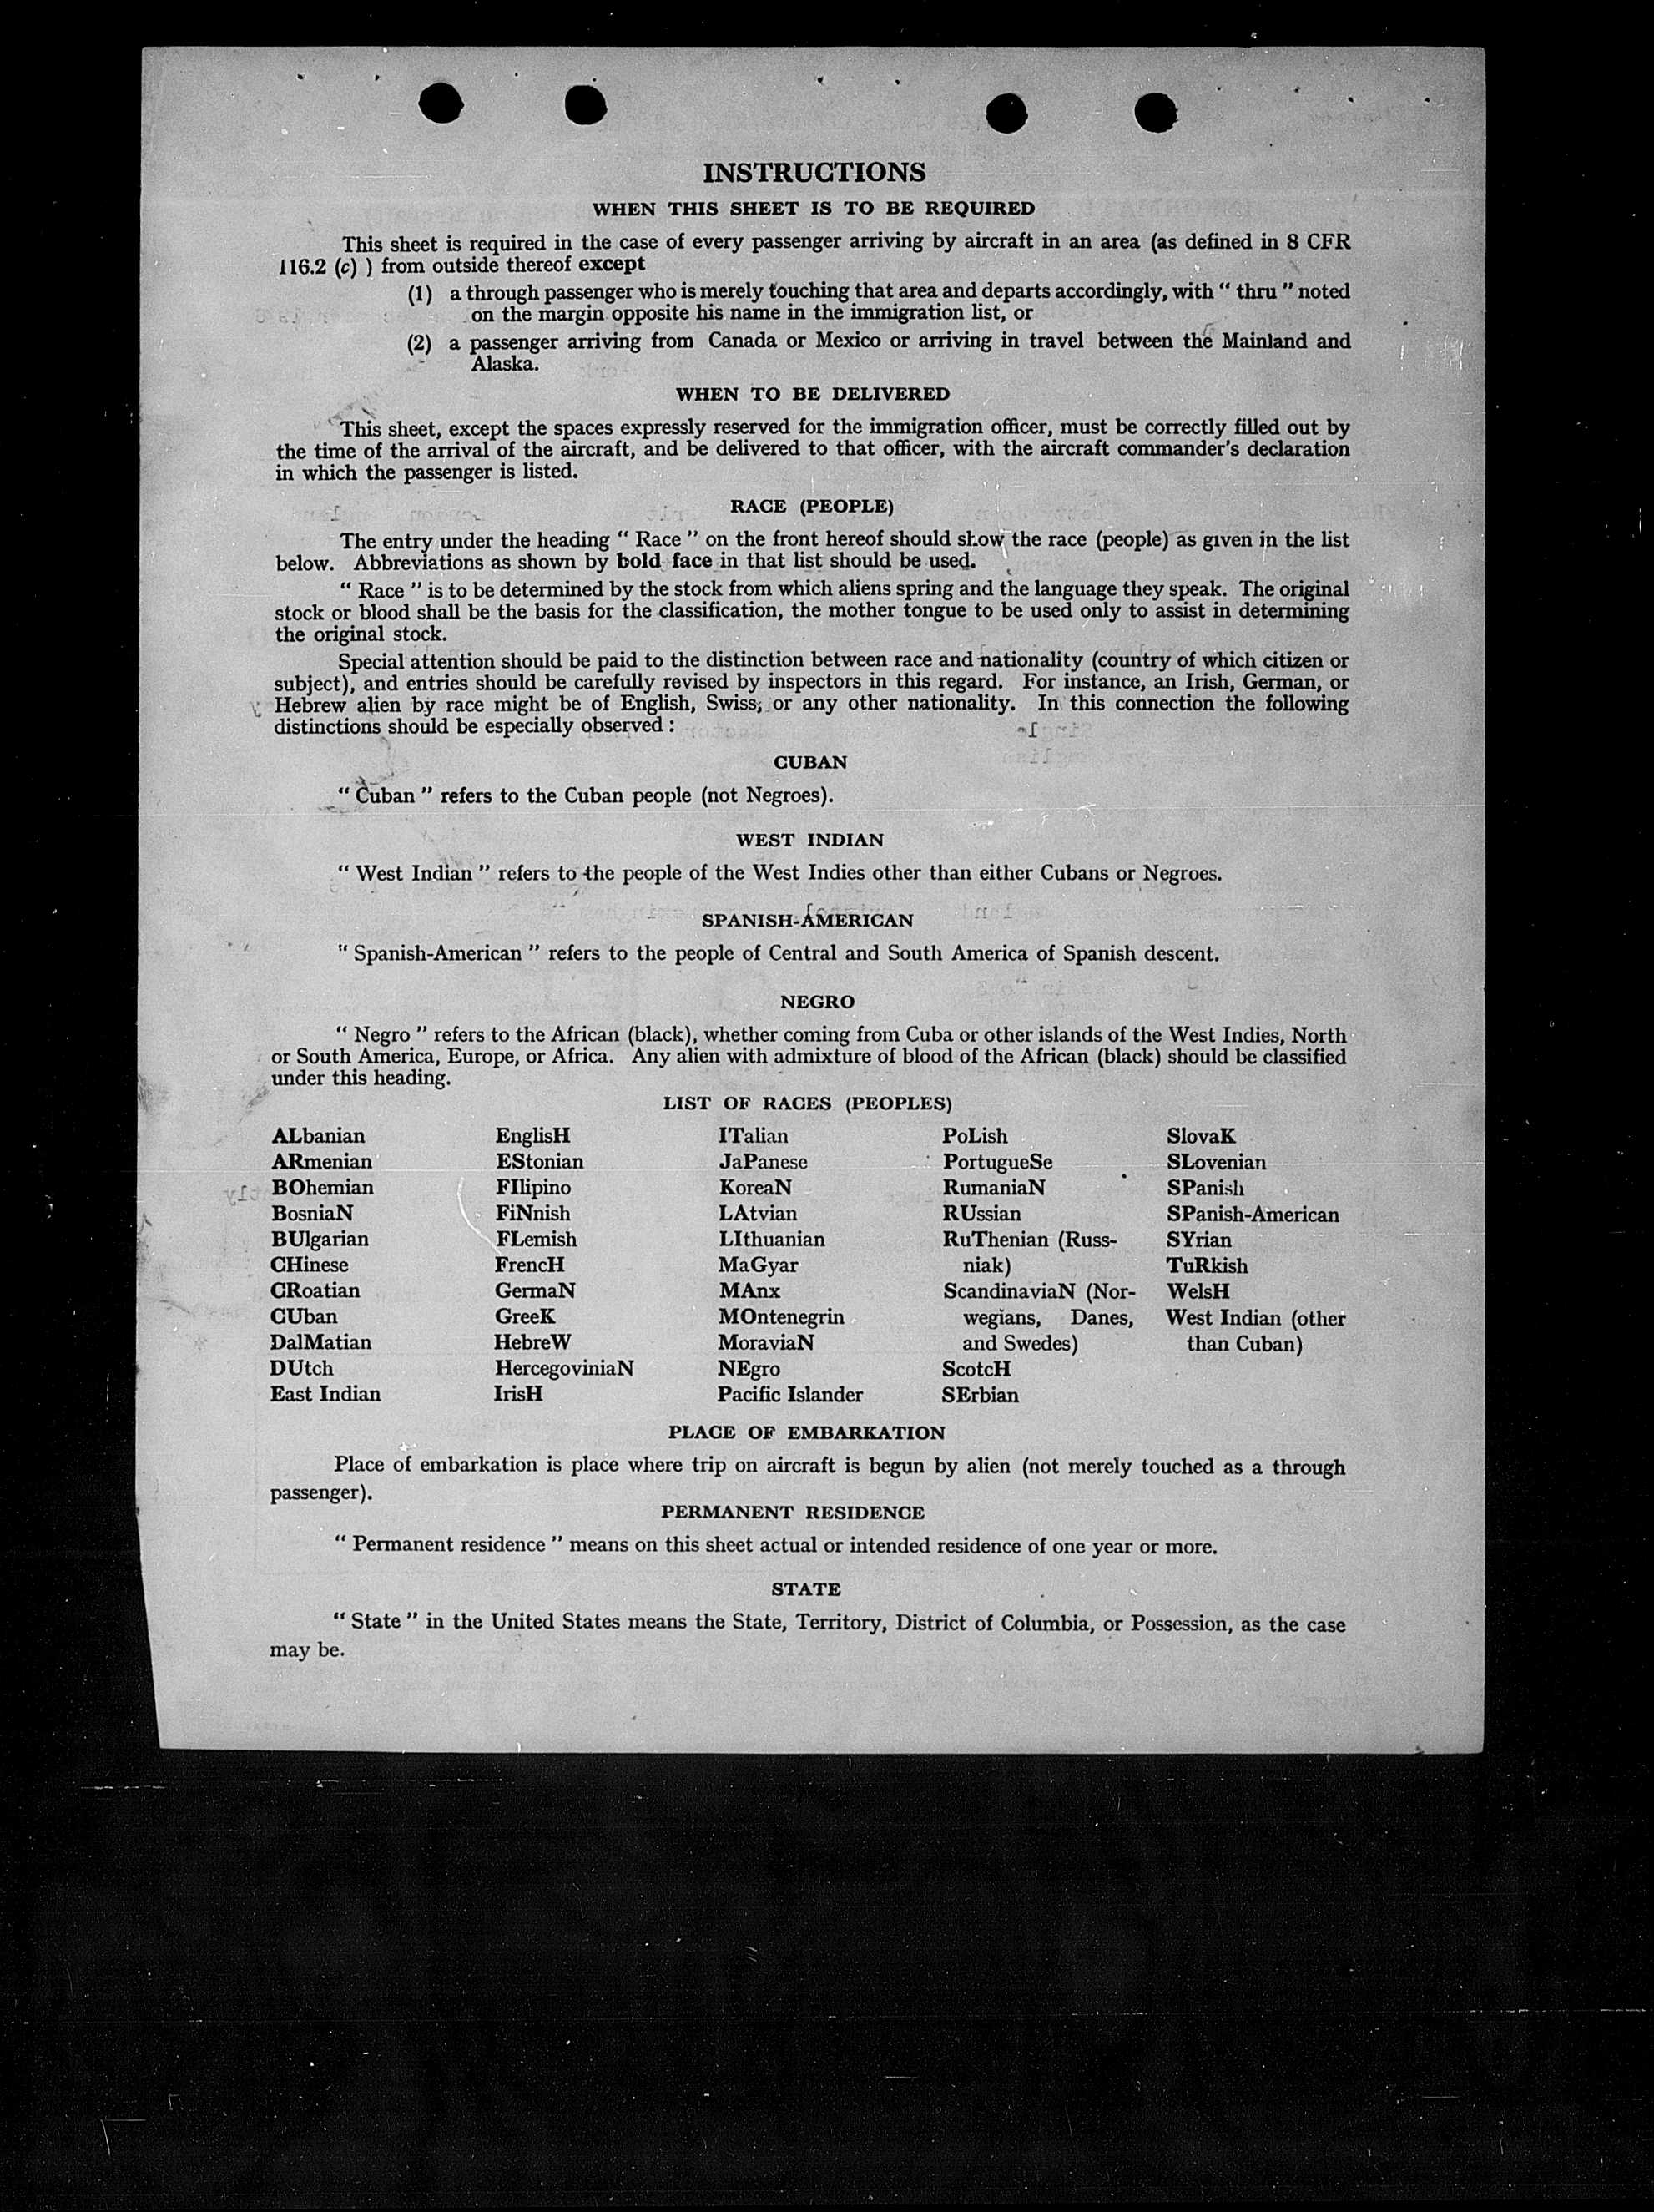 INSTRUCTIONS
WHEN THIS SHEET IS TO BE REQUIRED
This sheet is required in the case of every passenger arriving by aircraft in an area (as defined in 8 CFR
116.2 (c) ) from outside thereof except
(1) a through passenger who is merely touching that area and departs accordingly, with “ thru ” noted
on the margin opposite his name in the immigration list, or
(2) a passenger arriving from Canada or Mexico or arriving in travel between the Mainland and
Alaska.
WHEN TO BE DELIVERED
This sheet, except the spaces expressly reserved for the immigration officer, must be correctly filled out by
the time of the arrival of the aircraft, and be delivered to that officer, with the aircraft commander's declaration
in which the passenger is listed.
RACE (PEOPLE)
The entry under the heading “ Race ” on the front hereof should show the race (people) as given in the list
below. Abbreviations as shown by bold face in that list should be used.
“ Race ” is to be determined by the stock from which aliens spring and the language they speak. The original
stock or blood shall be the basis for the classification, the mother tongue to be used only to assist in determining
the original stock.
Special attention should be paid to the distinction between race and nationality (country of which citizen or
subject), and entries should be carefully revised by inspectors in this regard. For instance, an Irish, German, or
Hebrew alien by race might be of English, Swiss, or any other nationality. In this connection the following
distinctions should be especially observed :
CUBAN
“ Cuban ” refers to the Cuban people (not Negroes).
WEST INDIAN
“ West Indian ” refers to the people of the West Indies other than either Cubans or Negroes.
SPANISH-AMERICAN
“ Spanish-American ” refers to the people of Central and South America of Spanish descent.
NEGRO
“ Negro ” refers to the African (black), whether coming from Cuba or other islands of the West Indies, North
or South America, Europe, or Africa. Any alien with admixture of blood of the African (black) should be classified
under this heading.
LIST OF RACES (PEOPLES)
ALbanian
ARmenian
BOhemian
BosniaN
BUlgarian
CHinese
CRoatian
CUban
DalMatian
DUtch
East Indian
EnglisH
EStonian
FIlipino
FiNnish
FLemish
FrencH
GermaN
GreeK
HebreW
HercegoviniaN
IrisH
ITalian
JaPanese
KoreaN
LAtvian
LIthuanian
MaGyar
MAnx
MOntenegrin
MoraviaN
NEgro
Pacific Islander
PoLish
PortugueSe
RumaniaN
RUssian
RuThenian (Russ-
niak)
ScandinaviaN (Nor-
wegians, Danes,
and Swedes)
ScotcH
SErbian
SlovaK
SLovenian
SPanish
SPanish-American
SYrian
TuRkish
WelsH
West Indian (other
than Cuban)
PLACE OF EMBARKATION
Place of embarkation is place where trip on aircraft is begun by alien (not merely touched as a through
passenger).
PERMANENT RESIDENCE
“ Permanent residence ” means on this sheet actual or intended residence of one year or more.
STATE
“ State ” in the United States means the State, Territory, District of Columbia, or Possession, as the case
may be.